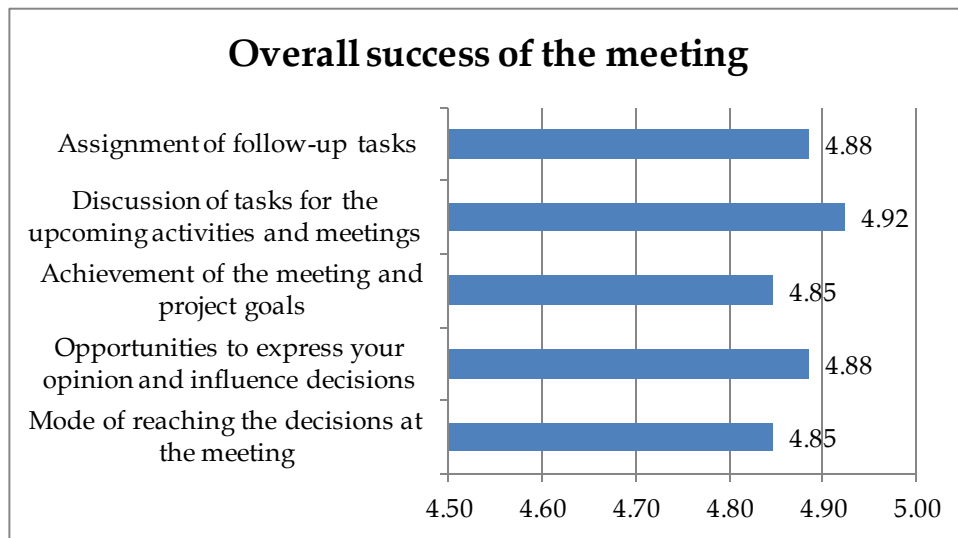 Overall success of the meeting
Assignment of follow-up tasks
4.88
Discussion of tasks for the
upcoming activities and meetings
4.92
Achievement of the meeting and
project goals
4.85
Opportunities to express your
opinion and influence decisions
4.88
Mode of reaching the decisions at
the meeting
4.85
4.50 4.60 4.70 4.80 4.90 5.00